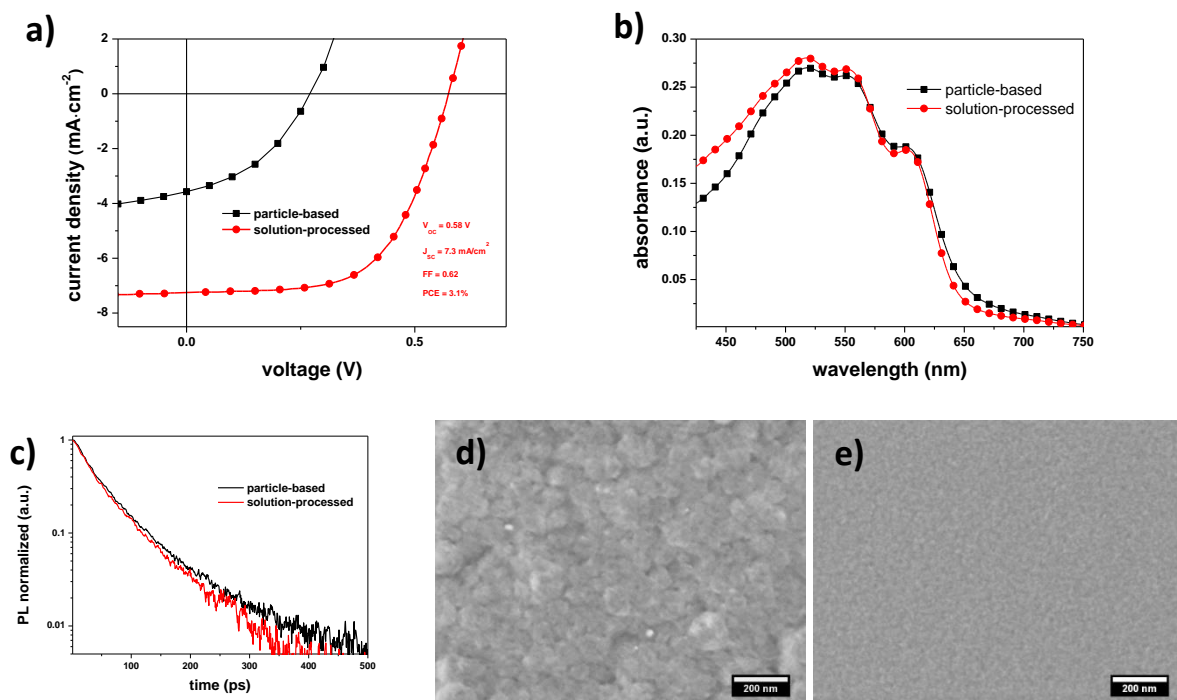 a)
current density (mA·cm⁻²)
2
0
-2
-4
-6
-8
particle-based
solution-processed
V_OC = 0.58 V
J_SC = 7.3 mA/cm²
FF = 0.62
PCE = 3.1%
0.0
0.5
voltage (V)
b)
absorbance (a.u.)
0.30
0.25
0.20
0.15
0.10
0.05
particle-based
solution-processed
450
500
550
600
650
700
750
wavelength (nm)
c)
PL normalized (a.u.)
1
0.1
0.01
particle-based
solution-processed
100
200
300
400
500
time (ps)
d)
200 nm
e)
200 nm